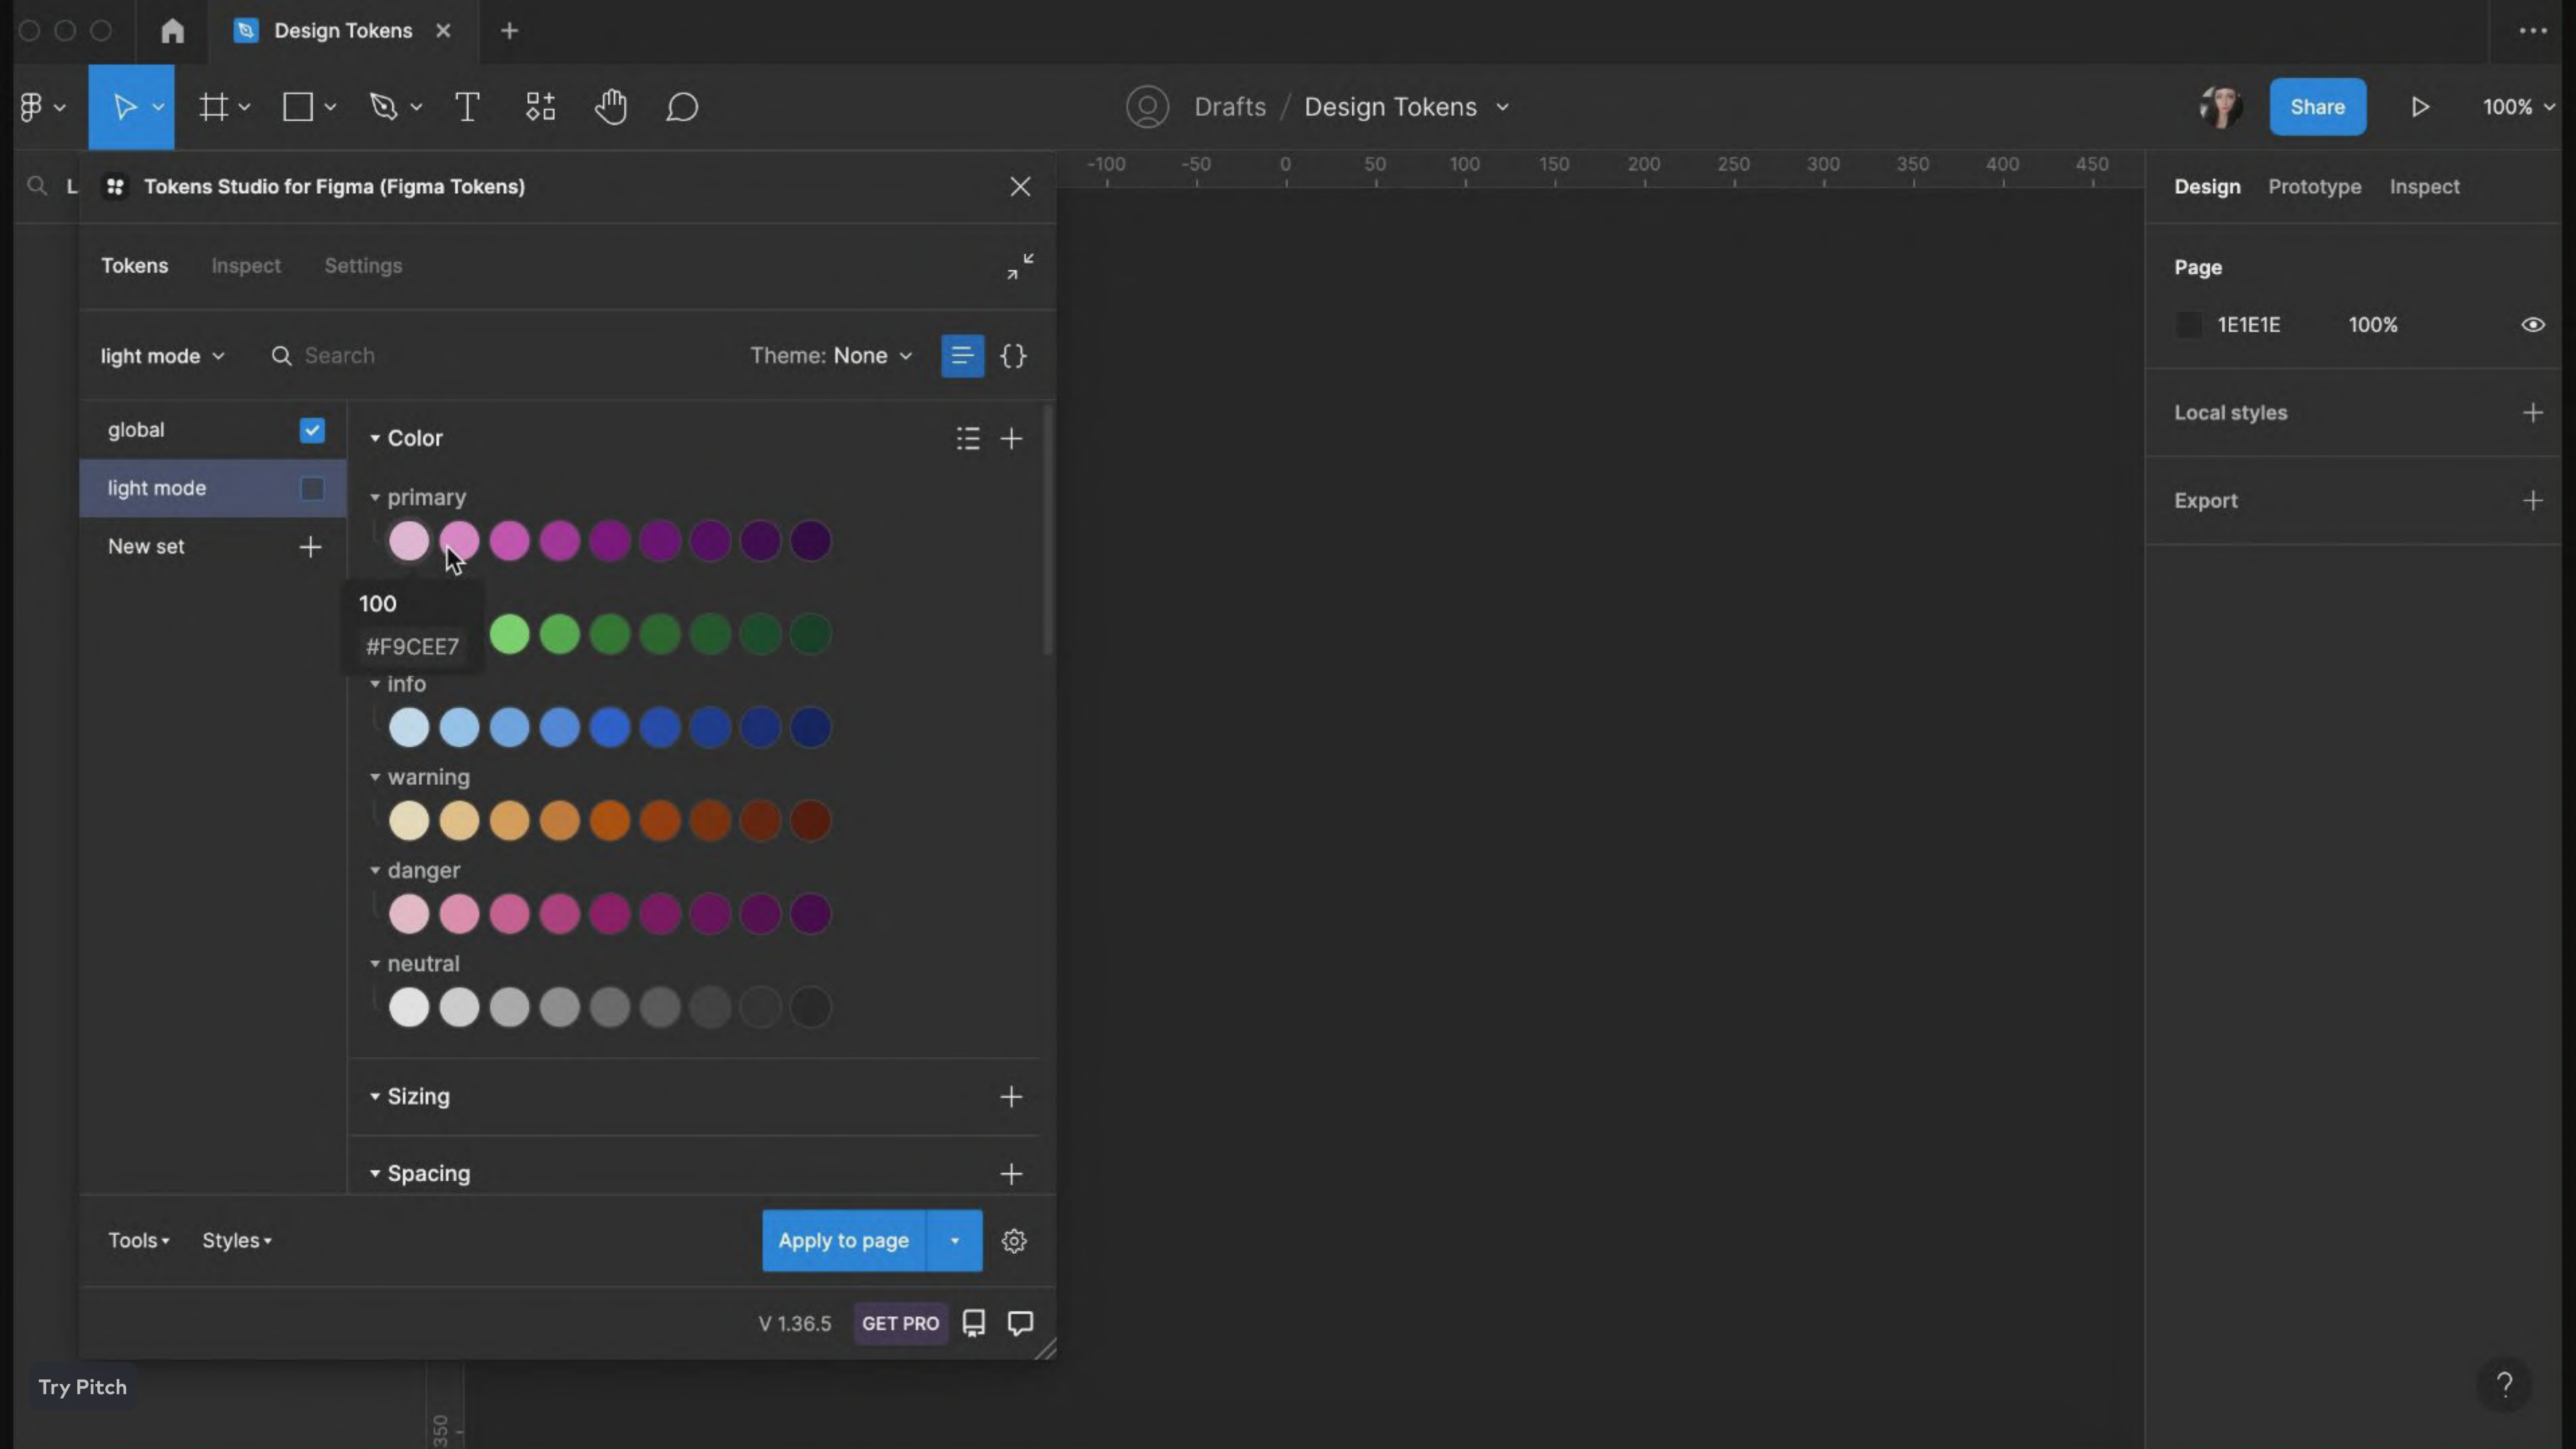 Design Tokens
Drafts / Design Tokens
Share
100%
L
Tokens Studio for Figma (Figma Tokens)
-100 -50 0 50 100 150 200 250 300 350 400 450
Design Prototype Inspect
Tokens Inspect Settings
Page
1E1E1E 100%
light mode Search Theme: None {}
Local styles
global
Color
light mode
primary
Export
New set
100
#F9CEE7
info
warning
danger
neutral
Sizing
Spacing
Tools Styles Apply to page
V 1.36.5 GET PRO
Try Pitch
?
350